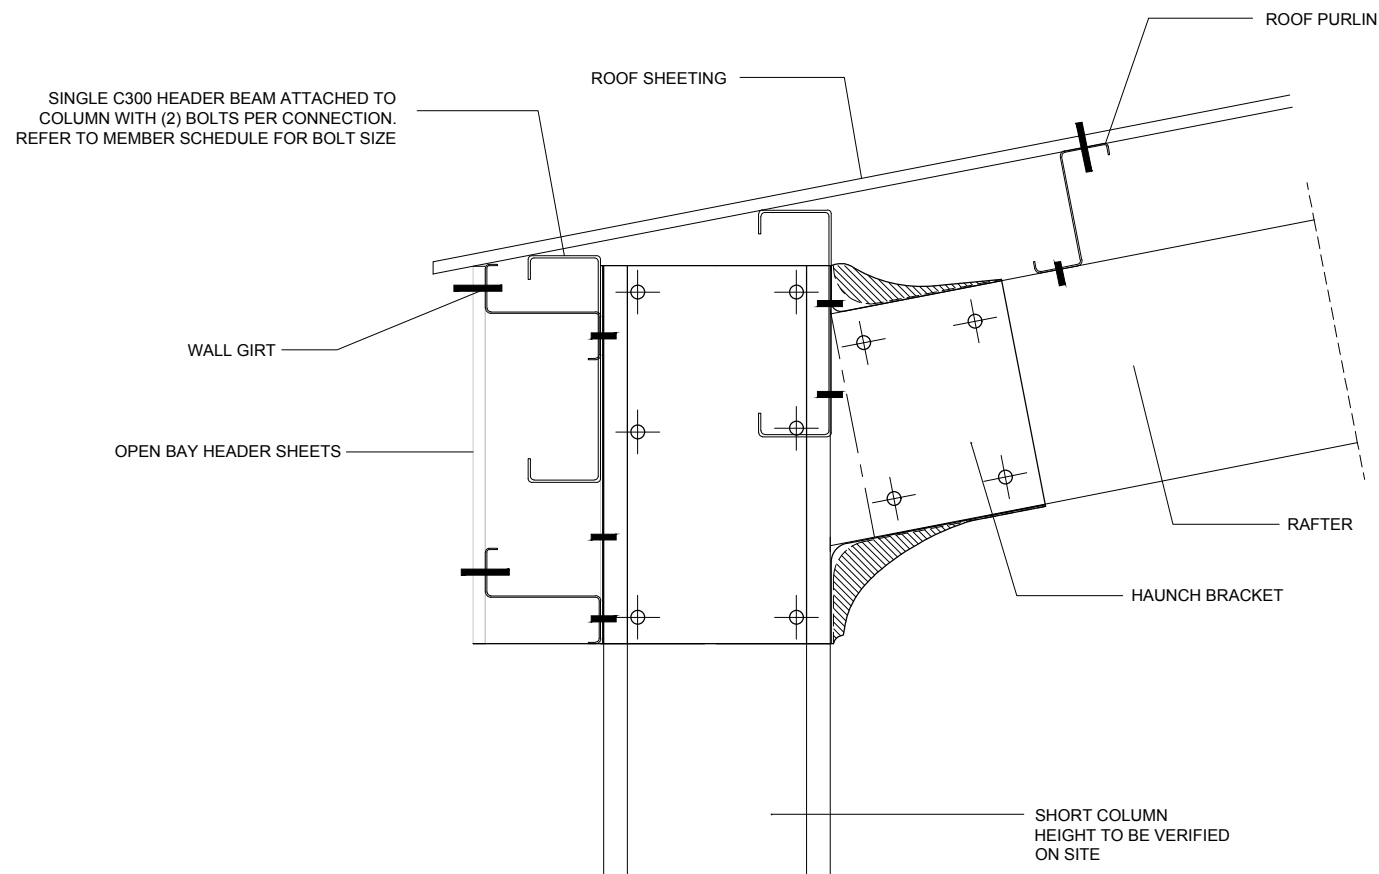 ROOF PURLIN
ROOF SHEETING
SINGLE C300 HEADER BEAM ATTACHED TO
COLUMN WITH (2) BOLTS PER CONNECTION.
REFER TO MEMBER SCHEDULE FOR BOLT SIZE
WALL GIRT
OPEN BAY HEADER SHEETS
RAFTER
HAUNCH BRACKET
SHORT COLUMN
HEIGHT TO BE VERIFIED
ON SITE